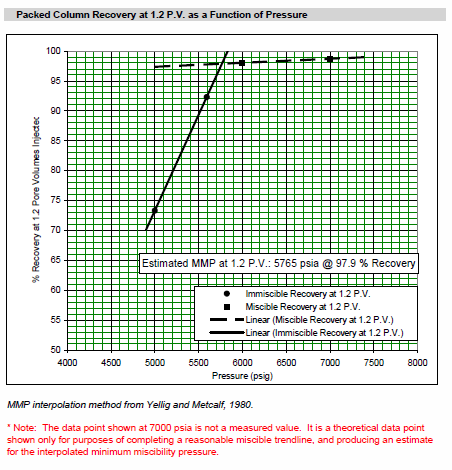 Packed Column Recovery at 1.2 P.V. as a Function of Pressure
% Recovery at 1.2 Pore Volumes Injected
100
95
90
85
80
75
70
65
60
55
50
Estimated MMP at 1.2 P.V.: 5765 psia @ 97.9 % Recovery
Immiscible Recovery at 1.2 P.V.
Miscible Recovery at 1.2 P.V.
Linear (Miscible Recovery at 1.2 P.V.)
Linear (Immiscible Recovery at 1.2 P.V.)
4000 4500 5000 5500 6000 6500 7000 7500 8000
Pressure (psig)
MMP interpolation method from Yellig and Metcalf, 1980.
* Note: The data point shown at 7000 psia is not a measured value. It is a theoretical data point
shown only for purposes of completing a reasonable miscible trendline, and producing an estimate
for the interpolated minimum miscibility pressure.